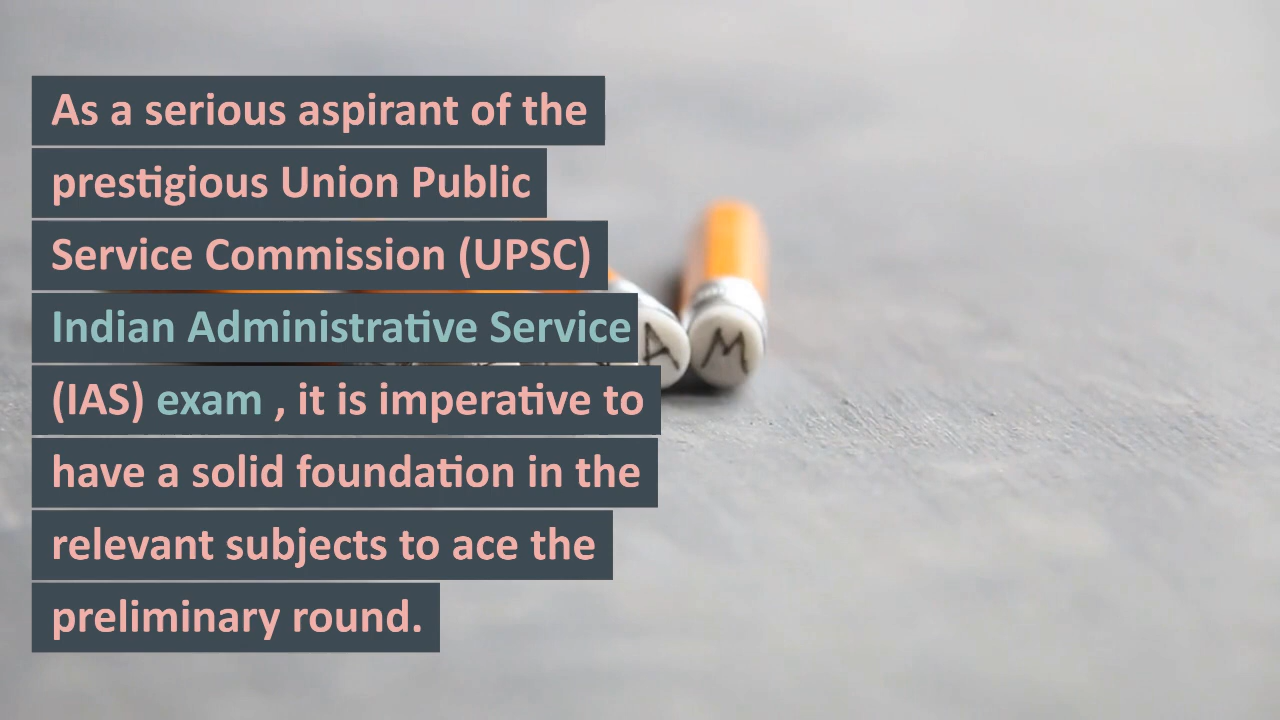 As a serious aspirant of the
prestigious Union Public
Service Commission (UPSC)
Indian Administrative Service
(IAS) exam , it is imperative to
have a solid foundation in the
relevant subjects to ace the
preliminary round.
A M